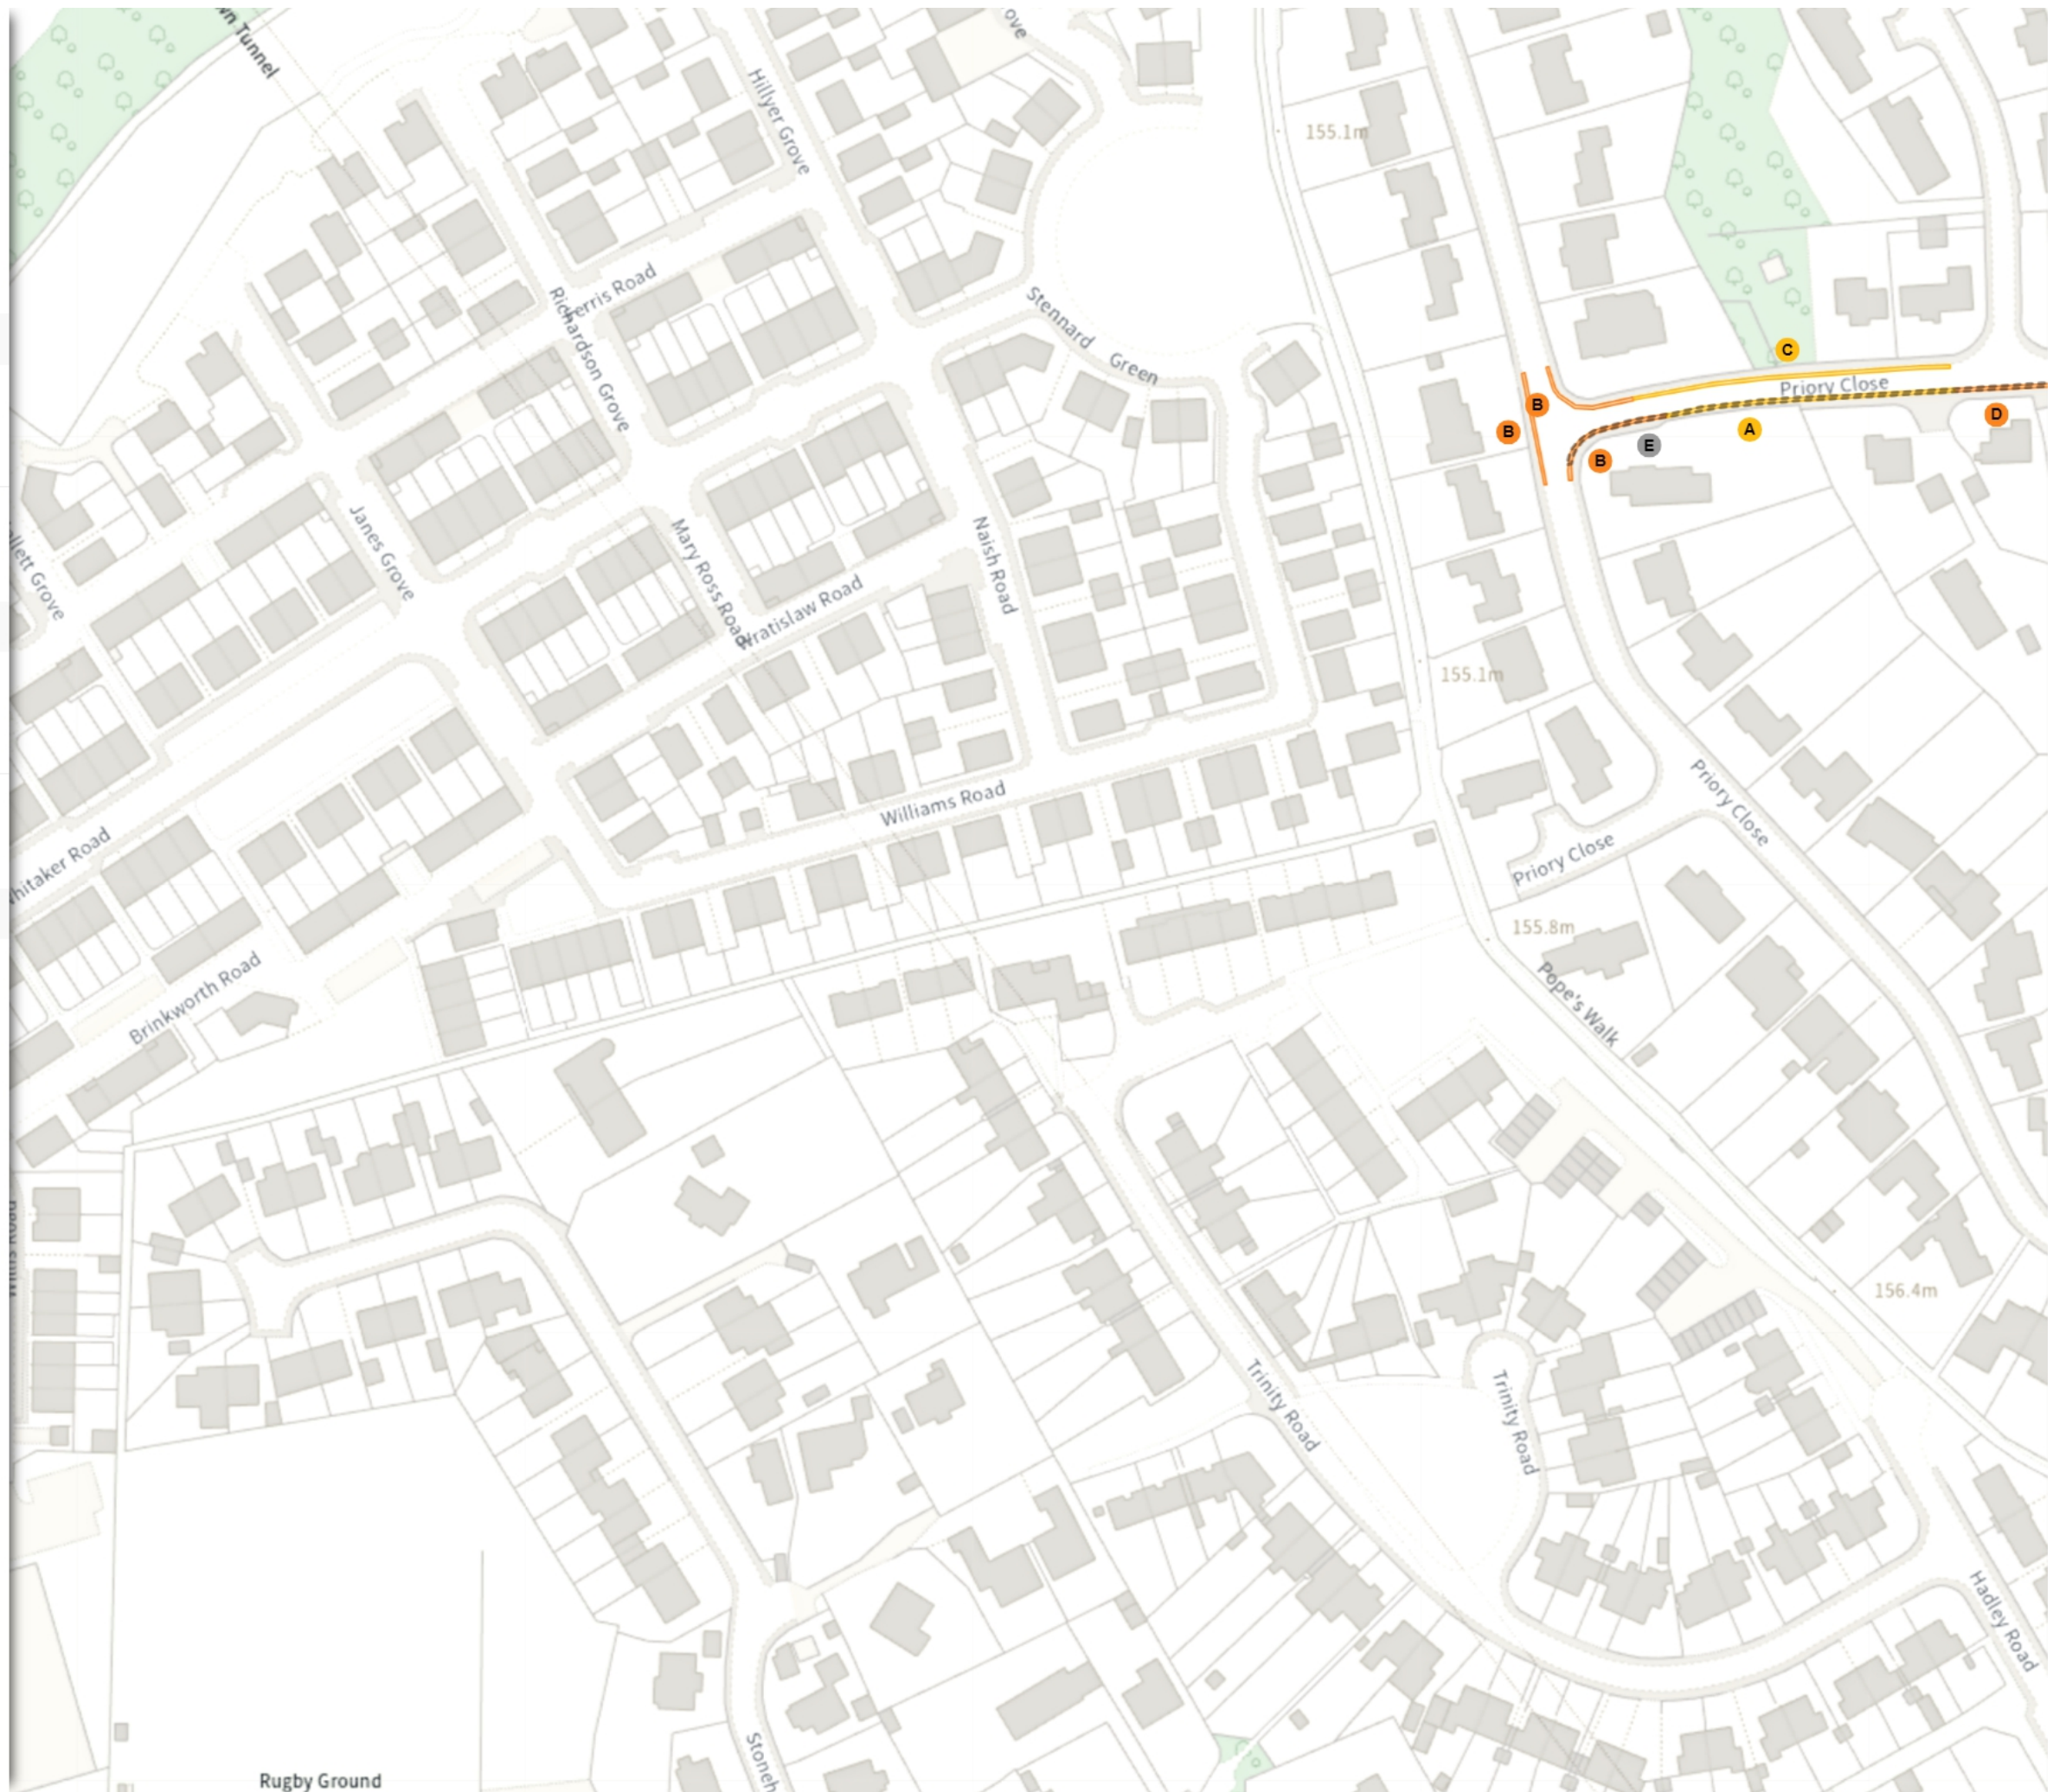 Tunnel
Hillyer Grove
155.1m
Ferris Road
Richardson Grove
Stennard Green
C
Priory Close
B
D
B
A
E
B
Janes Grove
Mary Ross Road
Naish Road
Wratislaw Road
Grove
155.1m
Priory Close
Williams Road
Whitaker Road
Priory Close
155.8m
Brinkworth Road
Pope's Walk
156.4m
Trinity Road
Trinity Road
Hadley Road
Rugby Ground